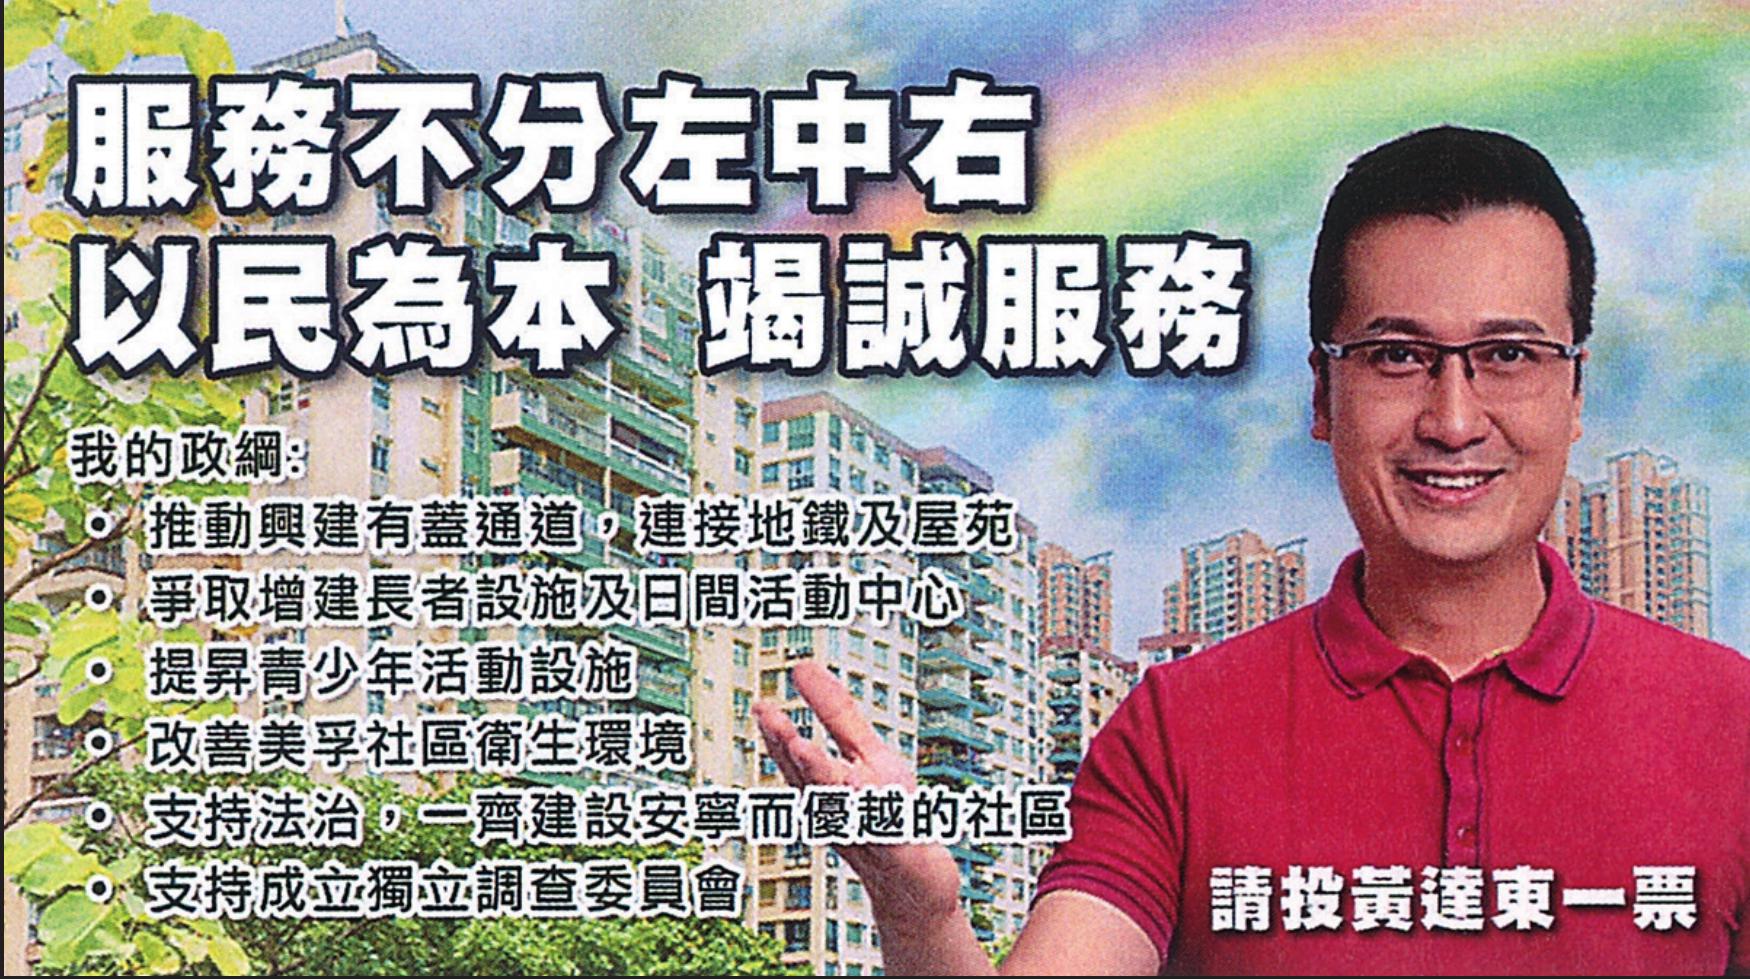 服務不分左中右
以民為本 竭誠服務
我的政綱:
• 推動興建有蓋通道，連接地鐵及屋苑
• 爭取增建長者設施及日間活動中心
• 提昇青少年活動設施
• 改善美孚社區衛生環境
• 支持法治，一齊建設安寧而優越的社區
• 支持成立獨立調查委員會
請投黃達東一票